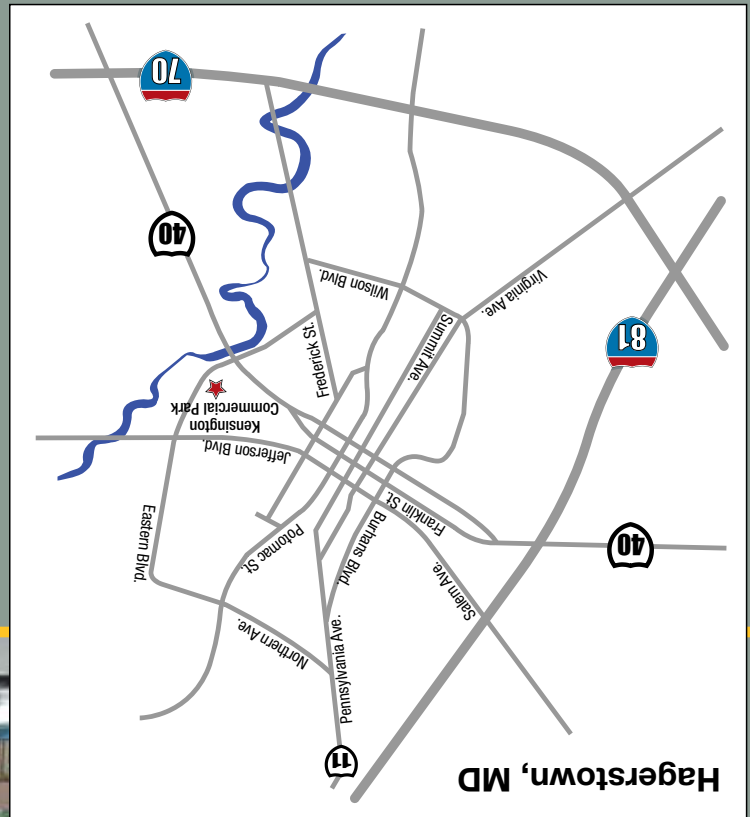 Hagerstown, MD
11
Pennsylvania Ave.
Northern Ave.
Salem Ave.
40
Potomac St.
Burhans Blvd.
Franklin St.
Eastern Blvd.
Jefferson Blvd.
Kensington
Commercial Park
Frederick St.
Summit Ave.
81
Virginia Ave.
Wilson Blvd.
40
70